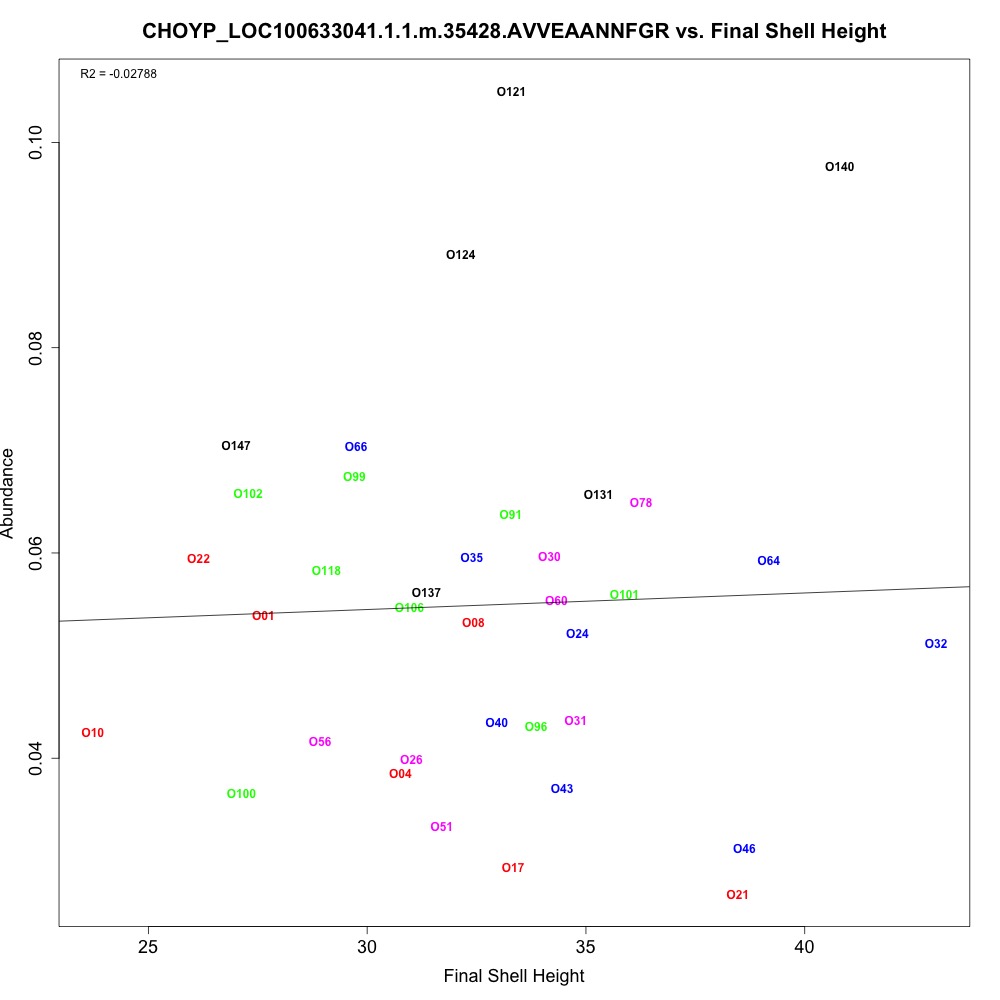 CHOYP_LOC100633041.1.1.m.35428.AVVEAANNFGR vs. Final Shell Height
R2 = -0.02788
O121
0.10
O140
O124
0.08
O147
O66
O99
O102
O131
O78
O91
Abundance
0.06
O22
O35
O30
O64
O118
O137
O101
O60
O106
O01
O08
O24
O32
O10
O40
O96
O31
O56
0.04
O26
O04
O100
O43
O51
O46
O17
O21
25 30 35 40
Final Shell Height